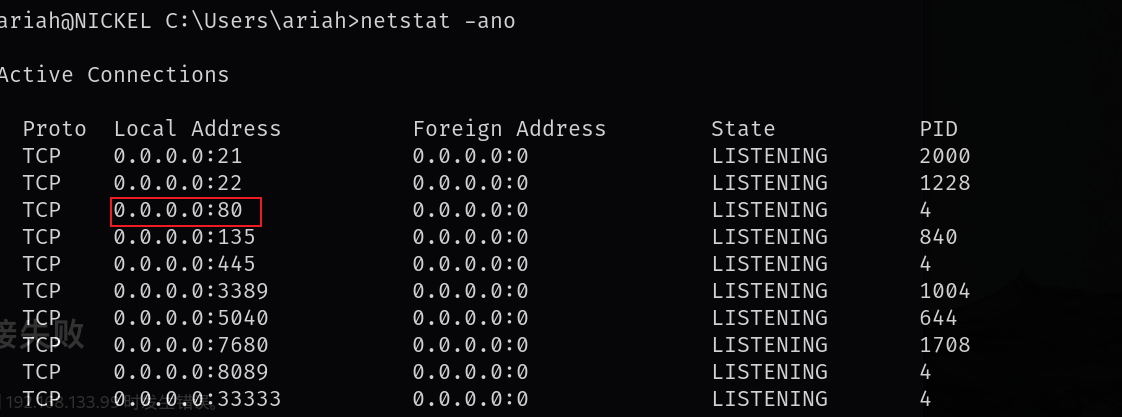 ariah@NICKEL C:\Users\ariah>netstat -ano
Active Connections
Proto  Local Address          Foreign Address        State           PID
TCP    0.0.0.0:21             0.0.0.0:0              LISTENING       2000
TCP    0.0.0.0:22             0.0.0.0:0              LISTENING       1228
TCP    0.0.0.0:80             0.0.0.0:0              LISTENING       4
TCP    0.0.0.0:135            0.0.0.0:0              LISTENING       840
TCP    0.0.0.0:445            0.0.0.0:0              LISTENING       4
TCP    0.0.0.0:3389           0.0.0.0:0              LISTENING       1004
TCP    0.0.0.0:5040           0.0.0.0:0              LISTENING       644
接失败
TCP    0.0.0.0:7680           0.0.0.0:0              LISTENING       1708
TCP    0.0.0.0:8089           0.0.0.0:0              LISTENING       4
TCP    0.0.0.0:33333          0.0.0.0:0              LISTENING       4
192.168.133.99 时发生错误。